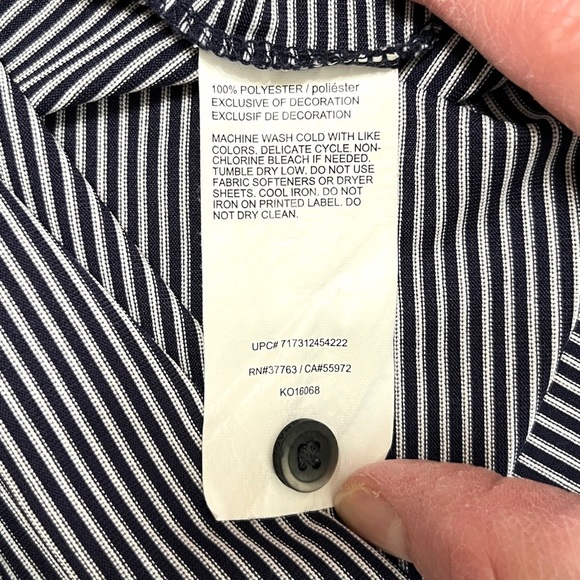 100% POLYESTER / poliéster
EXCLUSIVE OF DECORATION
EXCLUSIF DE DECORATION
MACHINE WASH COLD WITH LIKE
COLORS. DELICATE CYCLE. NON-
CHLORINE BLEACH IF NEEDED.
TUMBLE DRY LOW. DO NOT USE
FABRIC SOFTENERS OR DRYER
SHEETS. COOL IRON. DO NOT
IRON ON PRINTED LABEL. DO
NOT DRY CLEAN.
UPC# 717312454222
RN#37763 / CA#55972
KO16068